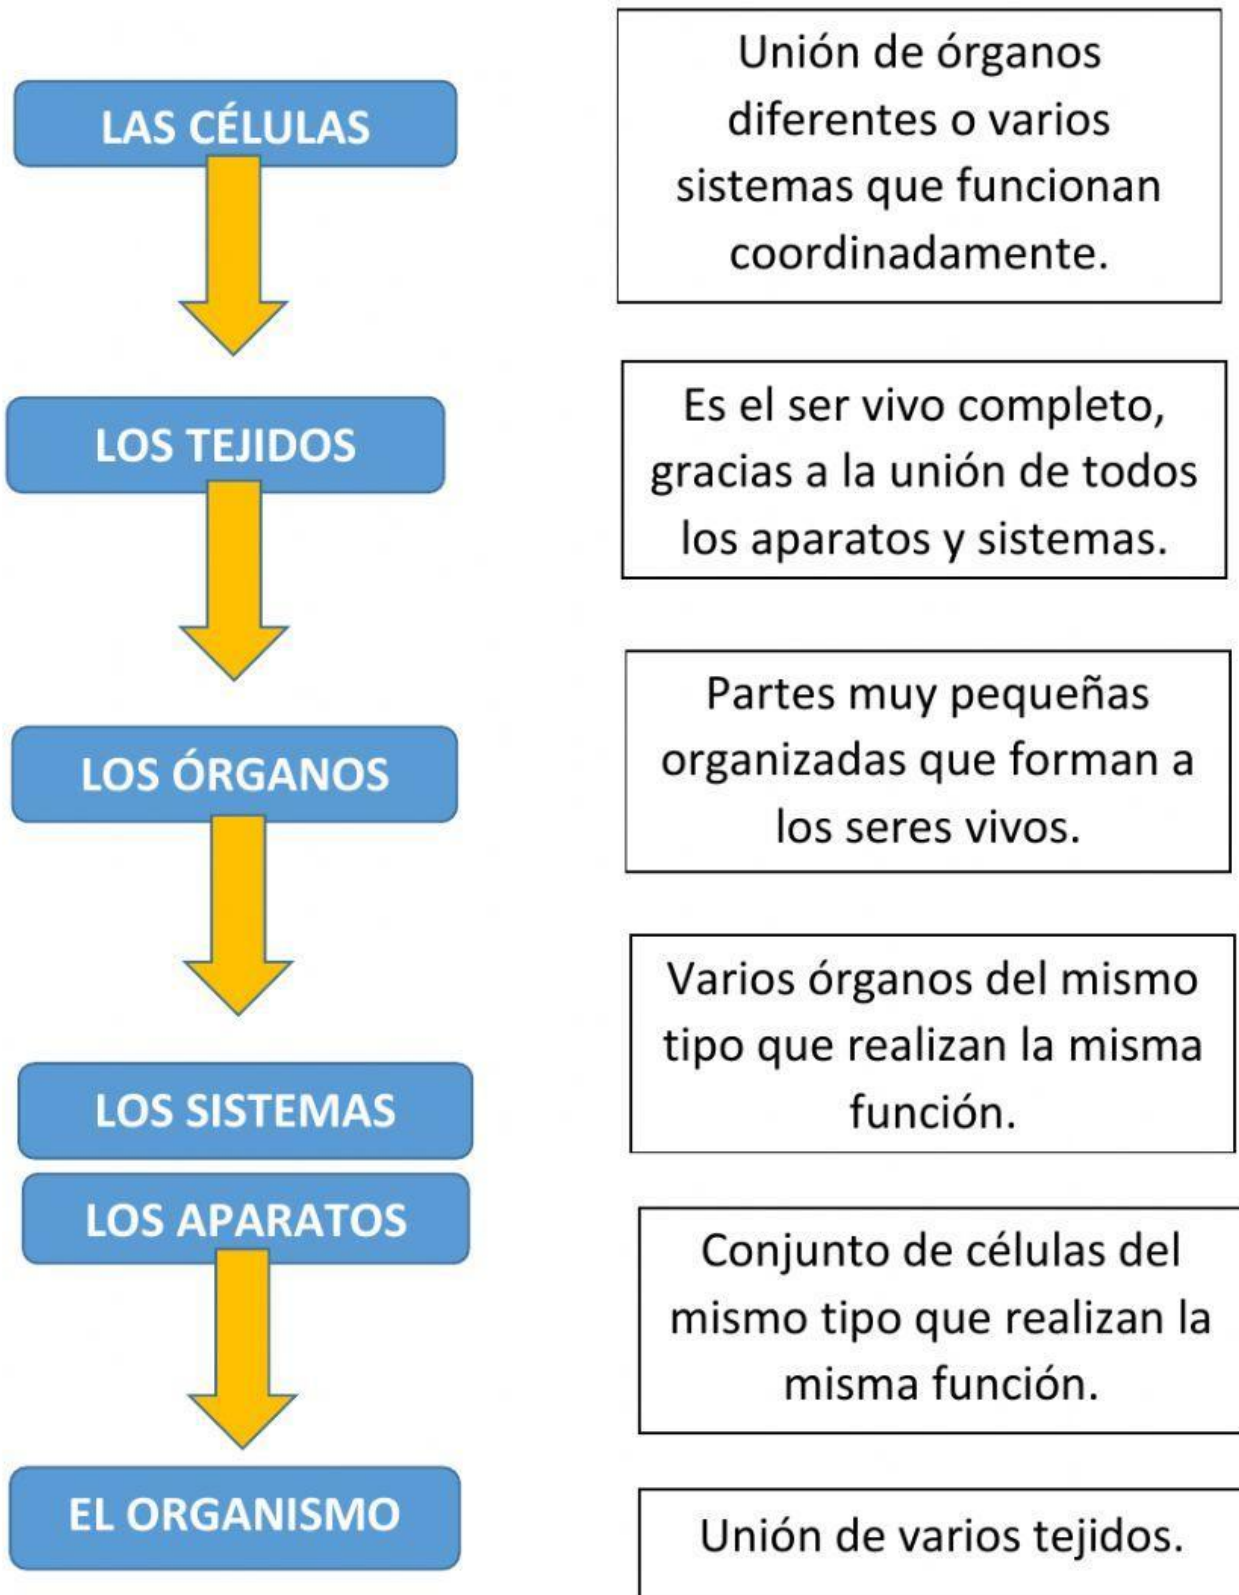 LAS CÉLULAS
LOS TEJIDOS
LOS ÓRGANOS
LOS SISTEMAS
LOS APARATOS
EL ORGANISMO
Unión de órganos
diferentes o varios
sistemas que funcionan
coordinadamente.
Es el ser vivo completo,
gracias a la unión de todos
los aparatos y sistemas.
Partes muy pequeñas
organizadas que forman a
los seres vivos.
Varios órganos del mismo
tipo que realizan la misma
función.
Conjunto de células del
mismo tipo que realizan la
misma función.
Unión de varios tejidos.